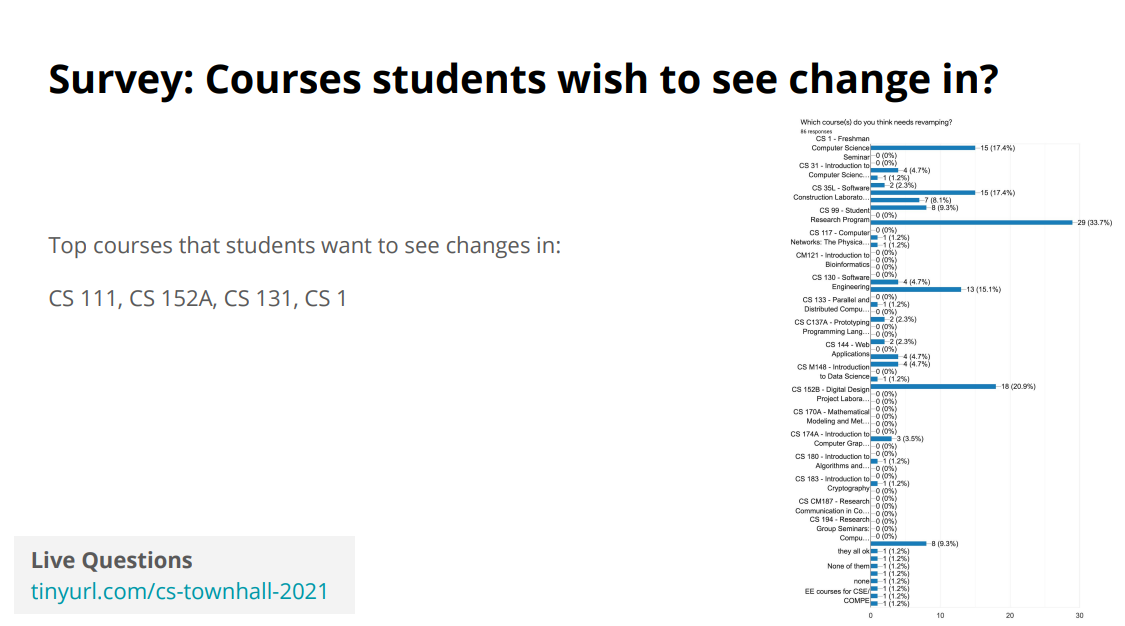 Survey: Courses students wish to see change in?
Top courses that students want to see changes in:
CS 111, CS 152A, CS 131, CS 1
Live Questions
tinyurl.com/cs-townhall-2021
Which course(s) do you think needs revamping?
86 responses
CS 1 - Freshman
Computer Science
Seminar
CS 31 - Introduction to
Computer Scienc…
CS 35L - Software
Construction Laborato…
CS 99 - Student
Research Program
CS 117 - Computer
Networks: The Physica…
CM121 - Introduction to
Bioinformatics
CS 130 - Software
Engineering
CS 133 - Parallel and
Distributed Compu…
CS C137A - Prototyping
Programming Lang…
CS 144 - Web
Applications
CS M148 - Introduction
to Data Science
CS 152B - Digital Design
Project Labora…
CS 170A - Mathematical
Modeling and Met…
CS 174A - Introduction to
Computer Grap…
CS 180 - Introduction to
Algorithms and…
CS 183 - Introduction to
Cryptography
CS CM187 - Research
Communication in Co…
CS 194 - Research
Group Seminars:
Compu…
they all ok
None of them
none
EE courses for CSE/
COMPE
15 (17.4%)
0 (0%)
0 (0%)
4 (4.7%)
1 (1.2%)
2 (2.3%)
15 (17.4%)
7 (8.1%)
8 (9.3%)
0 (0%)
29 (33.7%)
0 (0%)
1 (1.2%)
1 (1.2%)
0 (0%)
0 (0%)
0 (0%)
0 (0%)
4 (4.7%)
13 (15.1%)
0 (0%)
1 (1.2%)
0 (0%)
2 (2.3%)
0 (0%)
0 (0%)
2 (2.3%)
0 (0%)
4 (4.7%)
4 (4.7%)
0 (0%)
1 (1.2%)
18 (20.9%)
0 (0%)
0 (0%)
0 (0%)
0 (0%)
0 (0%)
0 (0%)
3 (3.5%)
0 (0%)
0 (0%)
1 (1.2%)
0 (0%)
0 (0%)
1 (1.2%)
0 (0%)
0 (0%)
0 (0%)
0 (0%)
0 (0%)
0 (0%)
0 (0%)
8 (9.3%)
1 (1.2%)
1 (1.2%)
1 (1.2%)
1 (1.2%)
1 (1.2%)
1 (1.2%)
1 (1.2%)
1 (1.2%)
0
10
20
30